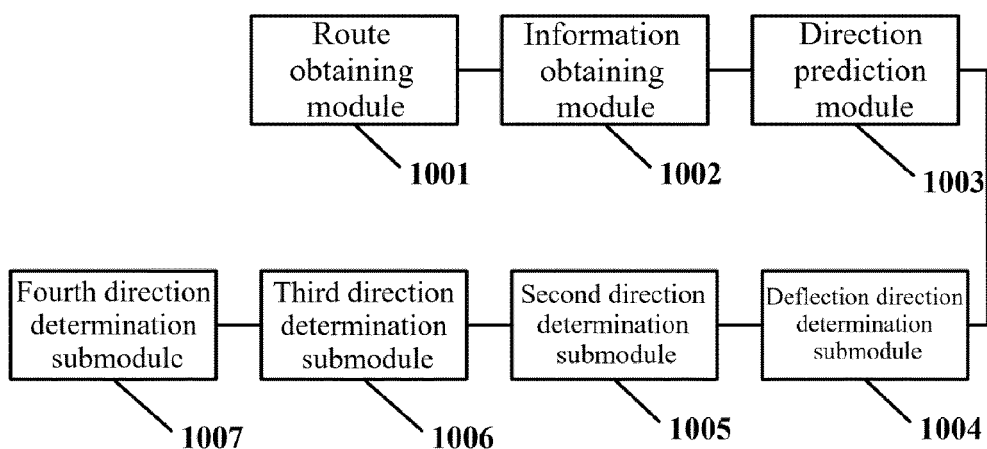 Route
obtaining
module
Information
obtaining
module
Direction
prediction
module
1001
1002
1003
Fourth direction
determination
submodule
Third direction
determination
submodule
Second direction
determination
submodule
Deflection direction
determination
submodule
1007
1006
1005
1004